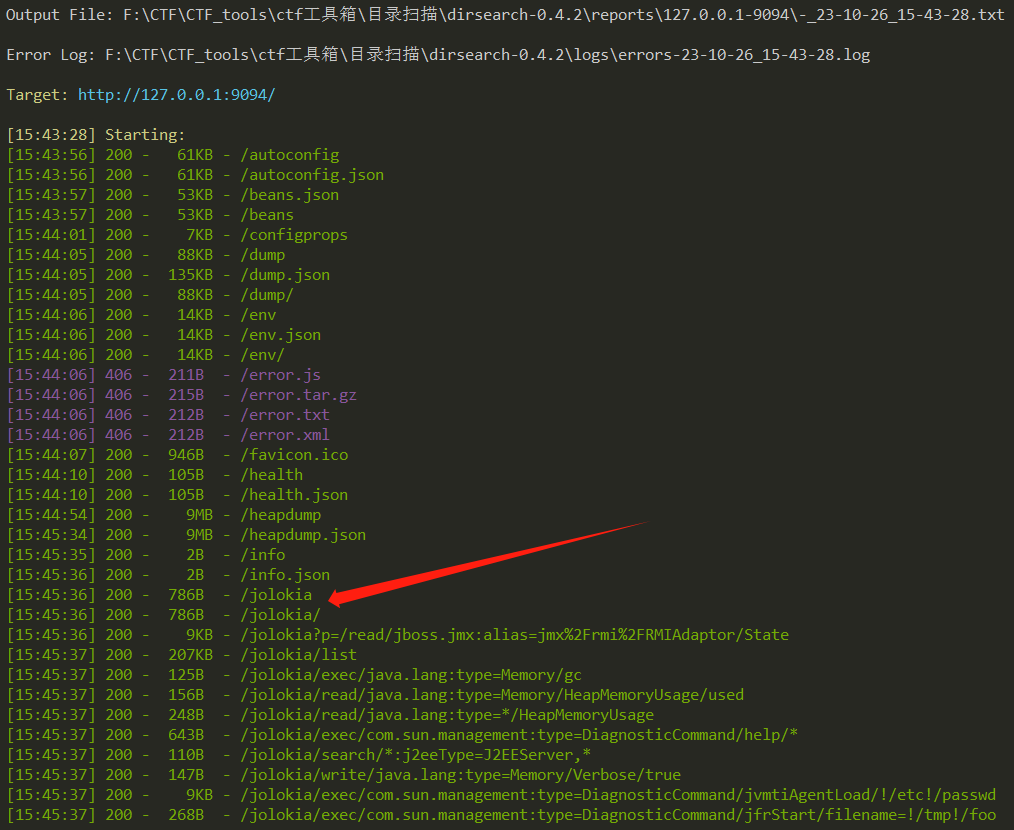 Output File: F:\CTF\CTF_tools\ctf工具箱\目录扫描\dirsearch-0.4.2\reports\127.0.0.1-9094\-_23-10-26_15-43-28.txt
Error Log: F:\CTF\CTF_tools\ctf工具箱\目录扫描\dirsearch-0.4.2\logs\errors-23-10-26_15-43-28.log
Target: http://127.0.0.1:9094/
[15:43:28] Starting:
[15:43:56] 200 -   61KB - /autoconfig
[15:43:56] 200 -   61KB - /autoconfig.json
[15:43:57] 200 -   53KB - /beans.json
[15:43:57] 200 -   53KB - /beans
[15:44:01] 200 -    7KB - /configprops
[15:44:05] 200 -   88KB - /dump
[15:44:05] 200 -  135KB - /dump.json
[15:44:05] 200 -   88KB - /dump/
[15:44:06] 200 -   14KB - /env
[15:44:06] 200 -   14KB - /env.json
[15:44:06] 200 -   14KB - /env/
[15:44:06] 406 -  211B  - /error.js
[15:44:06] 406 -  215B  - /error.tar.gz
[15:44:06] 406 -  212B  - /error.txt
[15:44:06] 406 -  212B  - /error.xml
[15:44:07] 200 -  946B  - /favicon.ico
[15:44:10] 200 -  105B  - /health
[15:44:10] 200 -  105B  - /health.json
[15:44:54] 200 -    9MB - /heapdump
[15:45:34] 200 -    9MB - /heapdump.json
[15:45:35] 200 -    2B  - /info
[15:45:36] 200 -    2B  - /info.json
[15:45:36] 200 -  786B  - /jolokia
[15:45:36] 200 -  786B  - /jolokia/
[15:45:36] 200 -    9KB - /jolokia?p=/read/jboss.jmx:alias=jmx%2Frmi%2FRMIAdaptor/State
[15:45:37] 200 -  207KB - /jolokia/list
[15:45:37] 200 -  125B  - /jolokia/exec/java.lang:type=Memory/gc
[15:45:37] 200 -  156B  - /jolokia/read/java.lang:type=Memory/HeapMemoryUsage/used
[15:45:37] 200 -  248B  - /jolokia/read/java.lang:type=*/HeapMemoryUsage
[15:45:37] 200 -  643B  - /jolokia/exec/com.sun.management:type=DiagnosticCommand/help/*
[15:45:37] 200 -  110B  - /jolokia/search/*:j2eeType=J2EEServer,*
[15:45:37] 200 -  147B  - /jolokia/write/java.lang:type=Memory/Verbose/true
[15:45:37] 200 -    9KB - /jolokia/exec/com.sun.management:type=DiagnosticCommand/jvmtiAgentLoad/!/etc!/passwd
[15:45:37] 200 -  268B  - /jolokia/exec/com.sun.management:type=DiagnosticCommand/jfrStart/filename=!/tmp!/foo